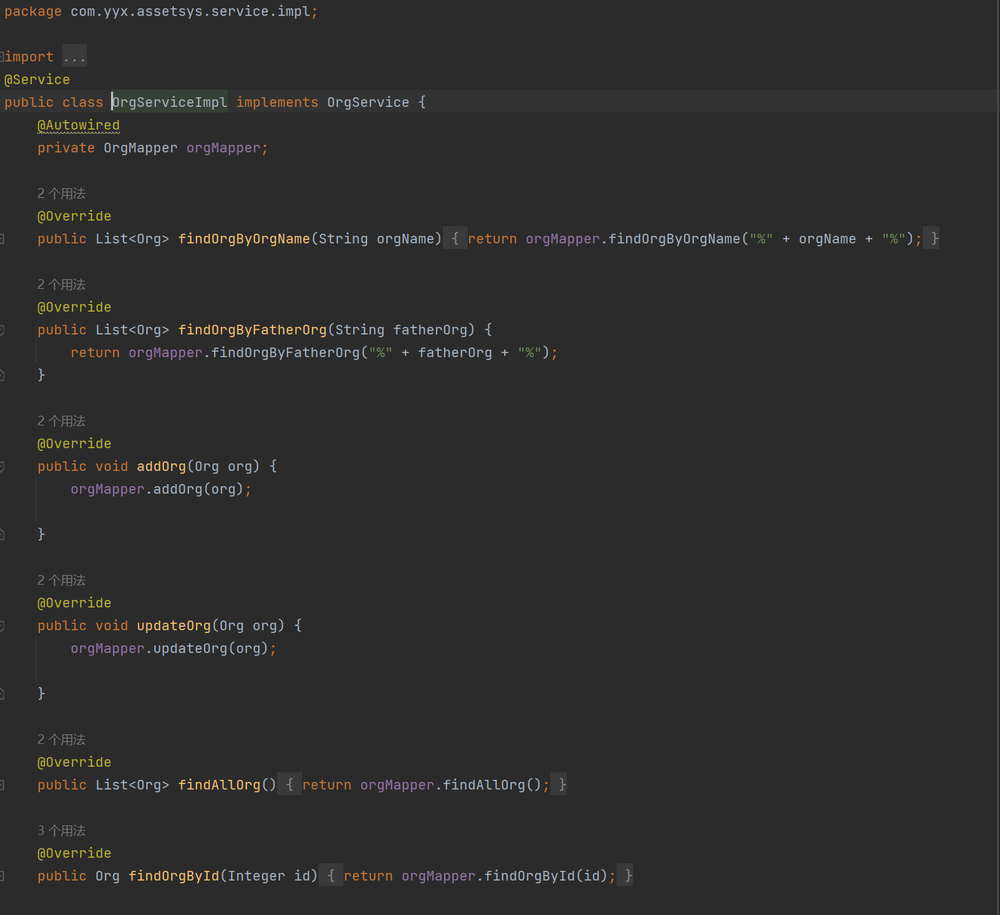 package com.yyx.assetsys.service.impl;
import ...
@Service
public class OrgServiceImpl implements OrgService {
@Autowired
private OrgMapper orgMapper;
2 个用法
@Override
public List<Org> findOrgByOrgName(String orgName) { return orgMapper.findOrgByOrgName("%" + orgName + "%"); }
2 个用法
@Override
public List<Org> findOrgByFatherOrg(String fatherOrg) {
return orgMapper.findOrgByFatherOrg("%" + fatherOrg + "%");
}
2 个用法
@Override
public void addOrg(Org org) {
orgMapper.addOrg(org);
}
2 个用法
@Override
public void updateOrg(Org org) {
orgMapper.updateOrg(org);
}
2 个用法
@Override
public List<Org> findAllOrg() { return orgMapper.findAllOrg(); }
3 个用法
@Override
public Org findOrgById(Integer id) { return orgMapper.findOrgById(id); }